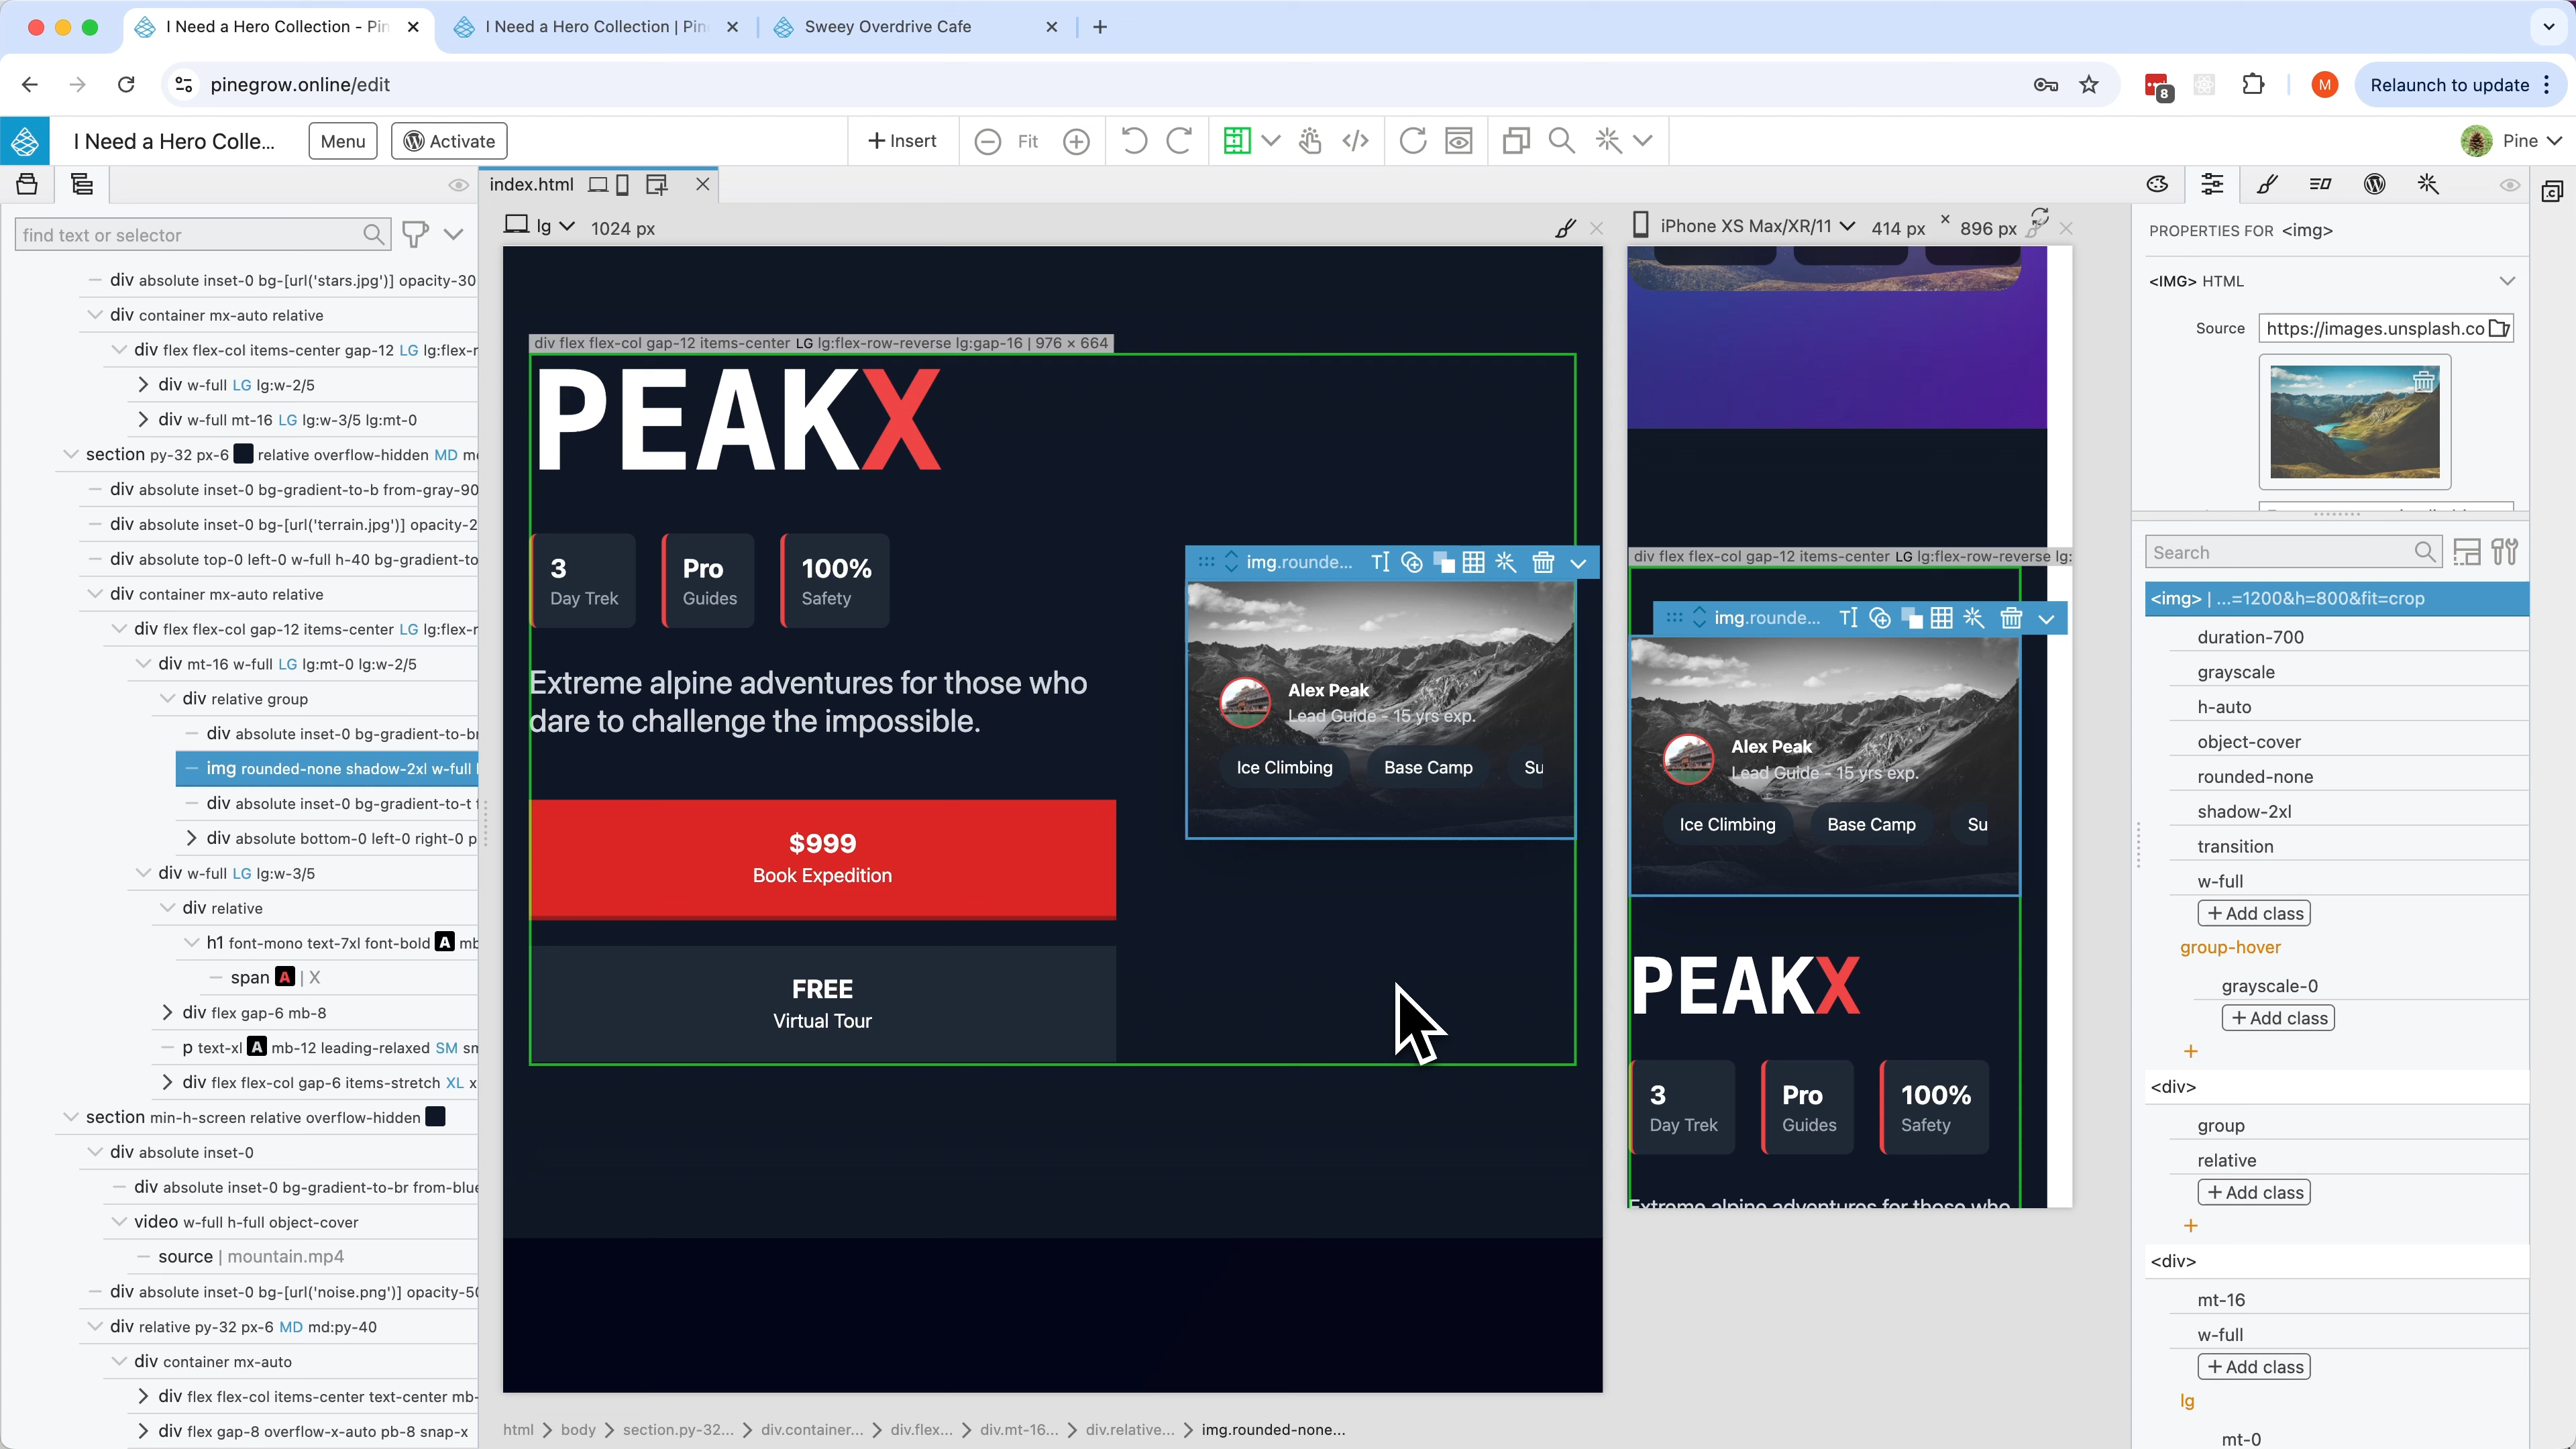 I Need a Hero Collection - Pin
I Need a Hero Collection | Pin
Sweey Overdrive Cafe
pinegrow.online/edit
8
M
Relaunch to update
I Need a Hero Colle...
Menu
Activate
Insert
Fit
Pine
index.html
find text or selector
lg
1024 px
iPhone XS Max/XR/11
414 px
×
896 px
div absolute inset-0 bg-[url('stars.jpg')] opacity-30
div container mx-auto relative
div flex flex-col items-center gap-12 LG lg:flex-r
div w-full LG lg:w-2/5
div w-full mt-16 LG lg:w-3/5 lg:mt-0
section py-32 px-6 relative overflow-hidden MD m
div absolute inset-0 bg-gradient-to-b from-gray-90
div absolute inset-0 bg-[url('terrain.jpg')] opacity-2
div absolute top-0 left-0 w-full h-40 bg-gradient-to
div container mx-auto relative
div flex flex-col gap-12 items-center LG lg:flex-r
div mt-16 w-full LG lg:mt-0 lg:w-2/5
div relative group
div absolute inset-0 bg-gradient-to-br
img rounded-none shadow-2xl w-full
div absolute inset-0 bg-gradient-to-t
div absolute bottom-0 left-0 right-0 p
div w-full LG lg:w-3/5
div relative
h1 font-mono text-7xl font-bold A mb
span A | X
div flex gap-6 mb-8
p text-xl A mb-12 leading-relaxed SM sm
div flex flex-col gap-6 items-stretch XL x
section min-h-screen relative overflow-hidden
div absolute inset-0
div absolute inset-0 bg-gradient-to-br from-blue
video w-full h-full object-cover
source | mountain.mp4
div absolute inset-0 bg-[url('noise.png')] opacity-50
div relative py-32 px-6 MD md:py-40
div container mx-auto
div flex flex-col items-center text-center mb-
div flex gap-8 overflow-x-auto pb-8 snap-x
div flex flex-col gap-12 items-center LG lg:flex-row-reverse lg:gap-16 | 976 × 664
PEAKX
3
Day Trek
Pro
Guides
100%
Safety
Extreme alpine adventures for those who
dare to challenge the impossible.
$999
Book Expedition
FREE
Virtual Tour
img.rounde...
Alex Peak
Lead Guide - 15 yrs exp.
Ice Climbing
Base Camp
Su
div flex flex-col gap-12 items-center LG lg:flex-row-reverse lg:
img.rounde...
Alex Peak
Lead Guide - 15 yrs exp.
Ice Climbing
Base Camp
Su
PEAKX
3
Day Trek
Pro
Guides
100%
Safety
Extreme alpine adventures for those who
html > body > section.py-32... > div.container... > div.flex... > div.mt-16... > div.relative... > img.rounded-none...
PROPERTIES FOR <img>
<IMG> HTML
Source
https://images.unsplash.co
Search
<img> | ...=1200&h=800&fit=crop
duration-700
grayscale
h-auto
object-cover
rounded-none
shadow-2xl
transition
w-full
+ Add class
group-hover
grayscale-0
+ Add class
+
<div>
group
relative
+ Add class
+
<div>
mt-16
w-full
+ Add class
lg
mt-0